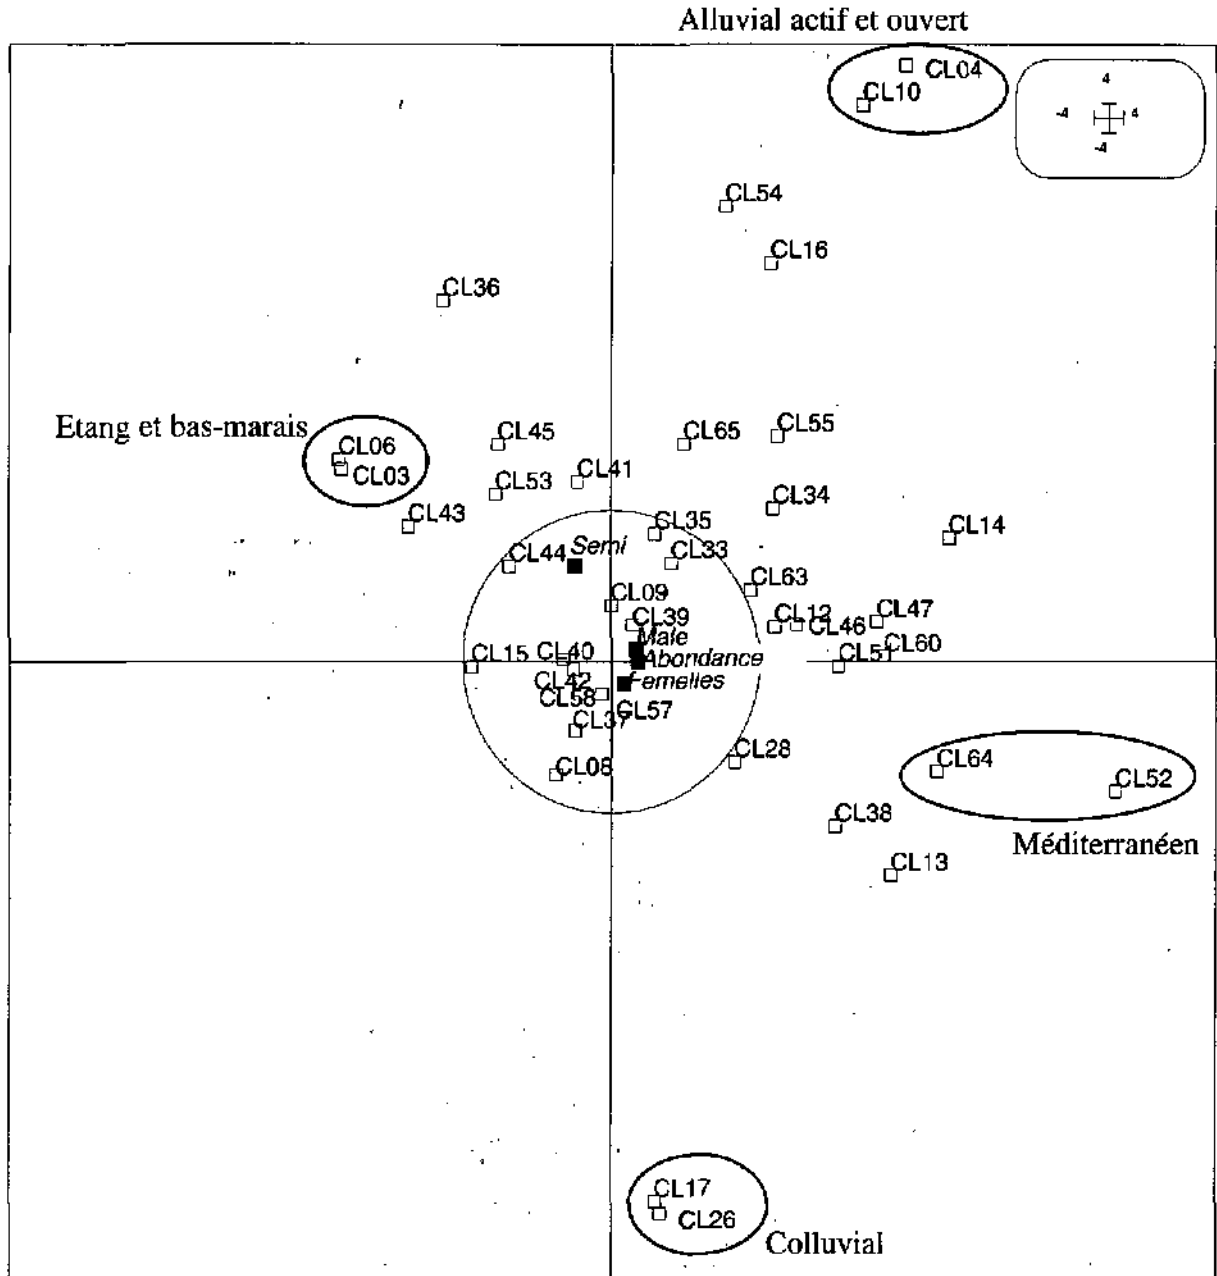 Alluvial actif et ouvert
CL04
CL10
4
-4 4
-4
CL54
CL16
CL36
Etang et bas-marais
CL06
CL03
CL45
CL65
CL55
CL53
CL41
CL34
CL43
CL35
CL14
CL44
Semi
CL33
CL63
CL09
CL39
CL12
CL46
CL47
Male
CL60
CL15
CL40
Abondance
CL51
CL42
Femelles
CL58
CL57
CL37
CL08
CL28
CL64
CL52
CL38
Méditerranéen
CL13
CL17
CL26
Colluvial